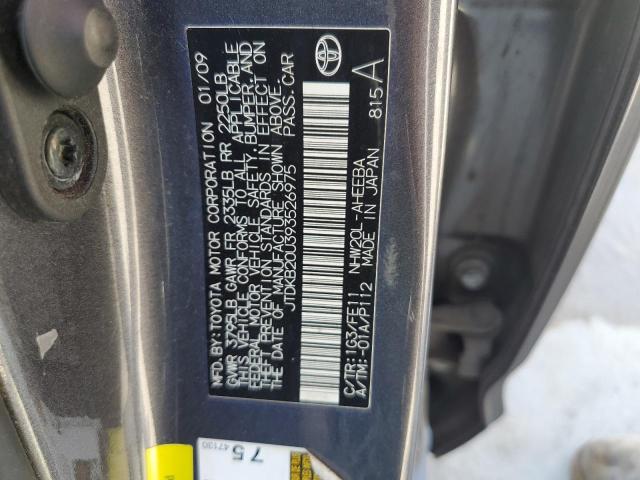 MFD. BY: TOYOTA MOTOR CORPORATION 01/09
GVWR 3795LB GAWR FR 2335LB RR 2250LB
THIS VEHICLE CONFORMS TO ALL APPLICABLE
FEDERAL MOTOR VEHICLE SAFETY, BUMPER, AND
THEFT PREVENTION STANDARDS IN EFFECT ON
THE DATE OF MANUFACTURE SHOWN ABOVE.
JTDKB20U393526975 PASS. CAR
C/TR: 1G3/FE11 NHW20L-AHEEBA
A/TM: -01A/P112 MADE IN JAPAN 815 A
75 47130